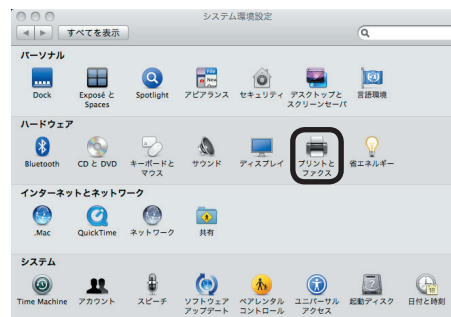 システム環境設定
すべてを表示
パーソナル
Dock
Exposé と
Spaces
Spotlight
アピアランス
セキュリティ
デスクトップと
スクリーンセーバ
言語環境
ハードウェア
Bluetooth
CD と DVD
キーボードと
マウス
サウンド
ディスプレイ
プリントと
ファクス
省エネルギー
インターネットとネットワーク
.Mac
QuickTime
ネットワーク
共有
システム
Time Machine
アカウント
スピーチ
ソフトウェア
アップデート
ペアレンタル
コントロール
ユニバーサル
アクセス
起動ディスク
日付と時刻